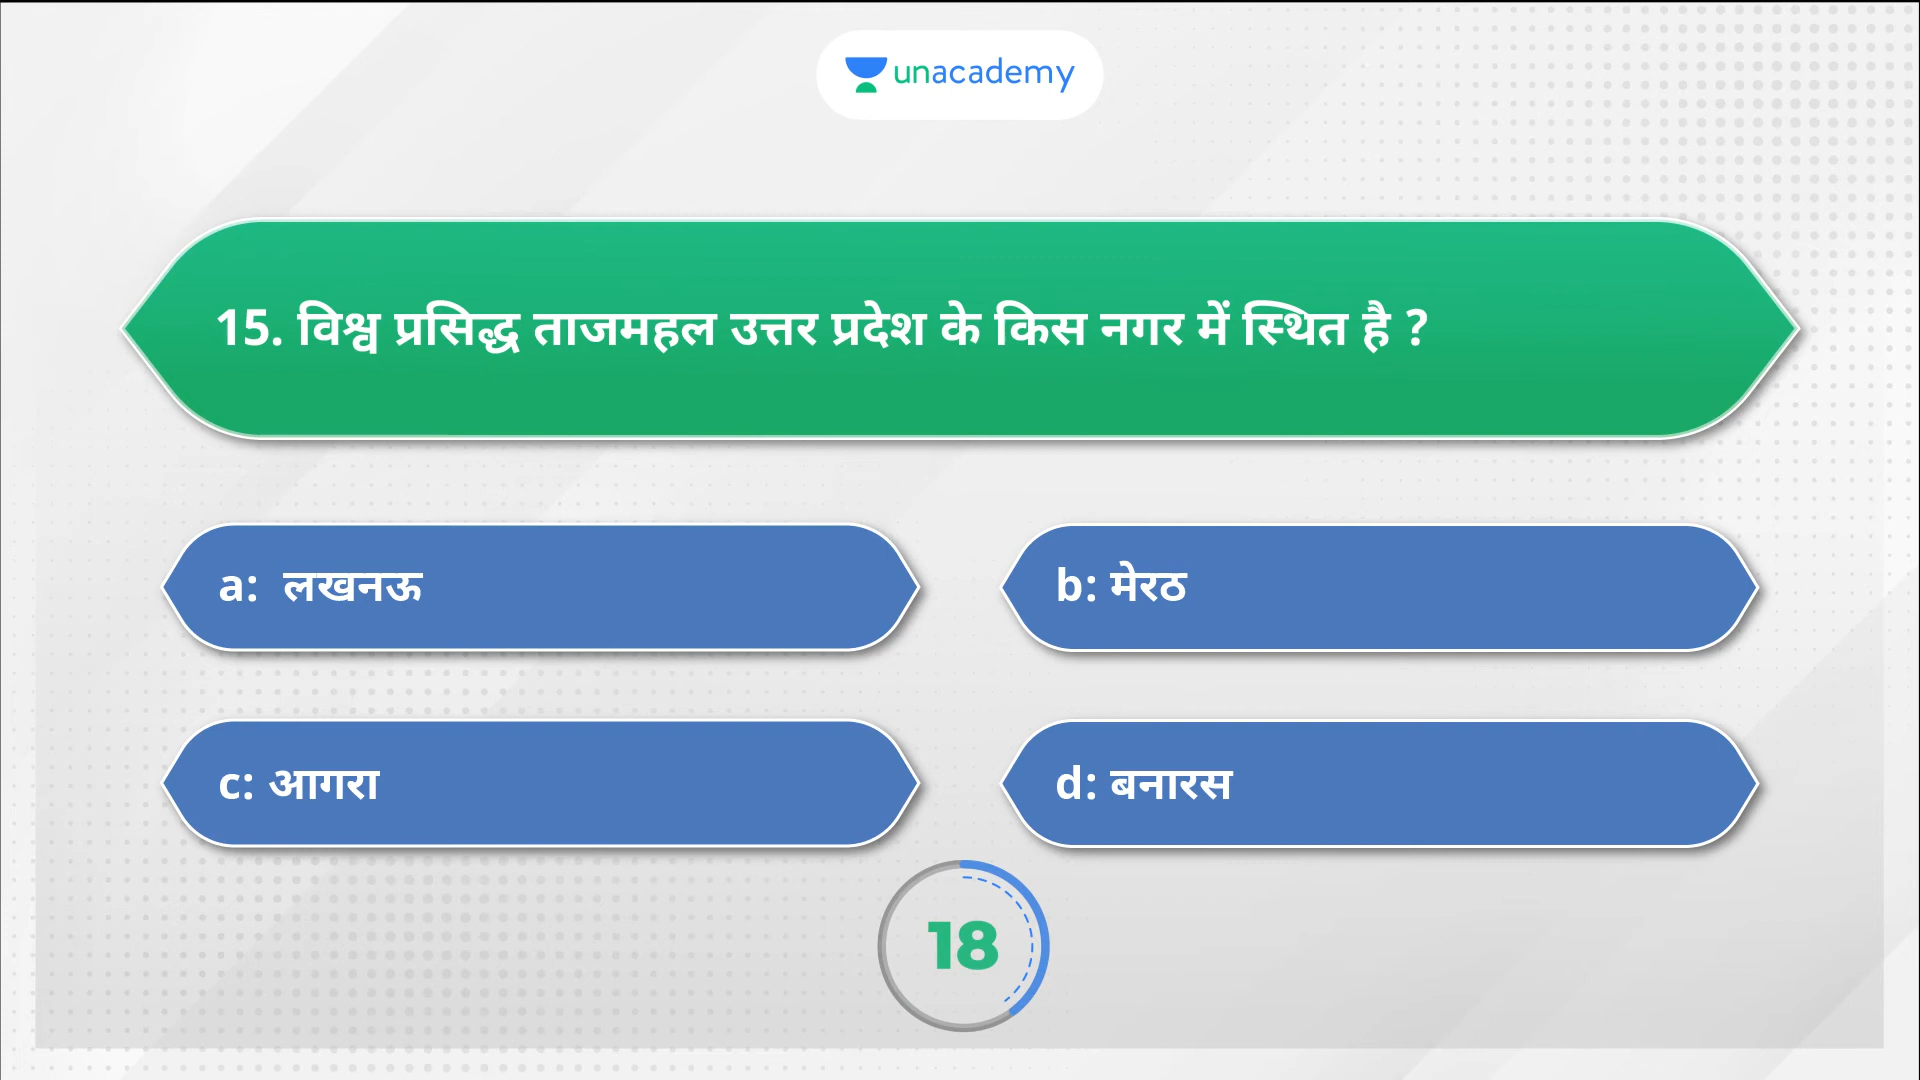 unacademy
15. विश्व प्रसिद्ध ताजमहल उत्तर प्रदेश के किस नगर में स्थित है ?
a: लखनऊ
b: मेरठ
c: आगरा
d: बनारस
18